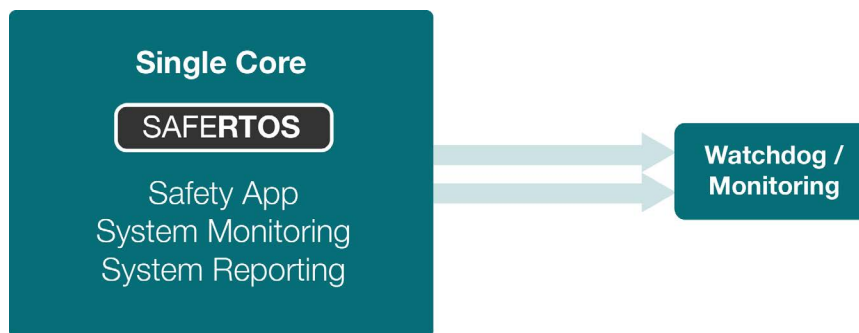 Single Core
SAFERTOS
Safety App
System Monitoring
System Reporting
Watchdog /
Monitoring